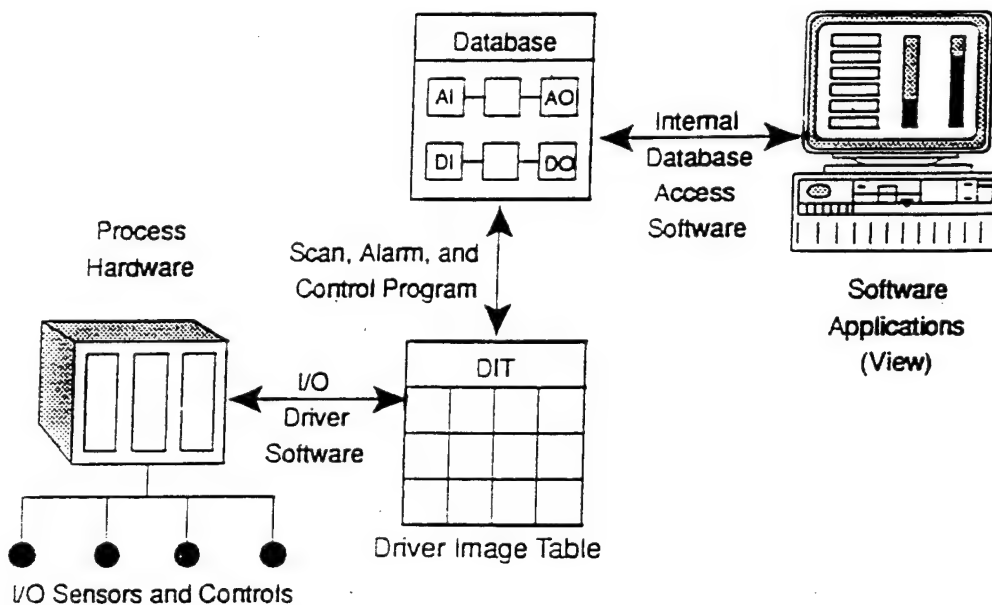 Database
AI
AO
DI
DO
Internal
Database
Access
Software
Process
Hardware
Scan, Alarm, and
Control Program
Software
Applications
(View)
DIT
I/O
Driver
Software
Driver Image Table
I/O Sensors and Controls